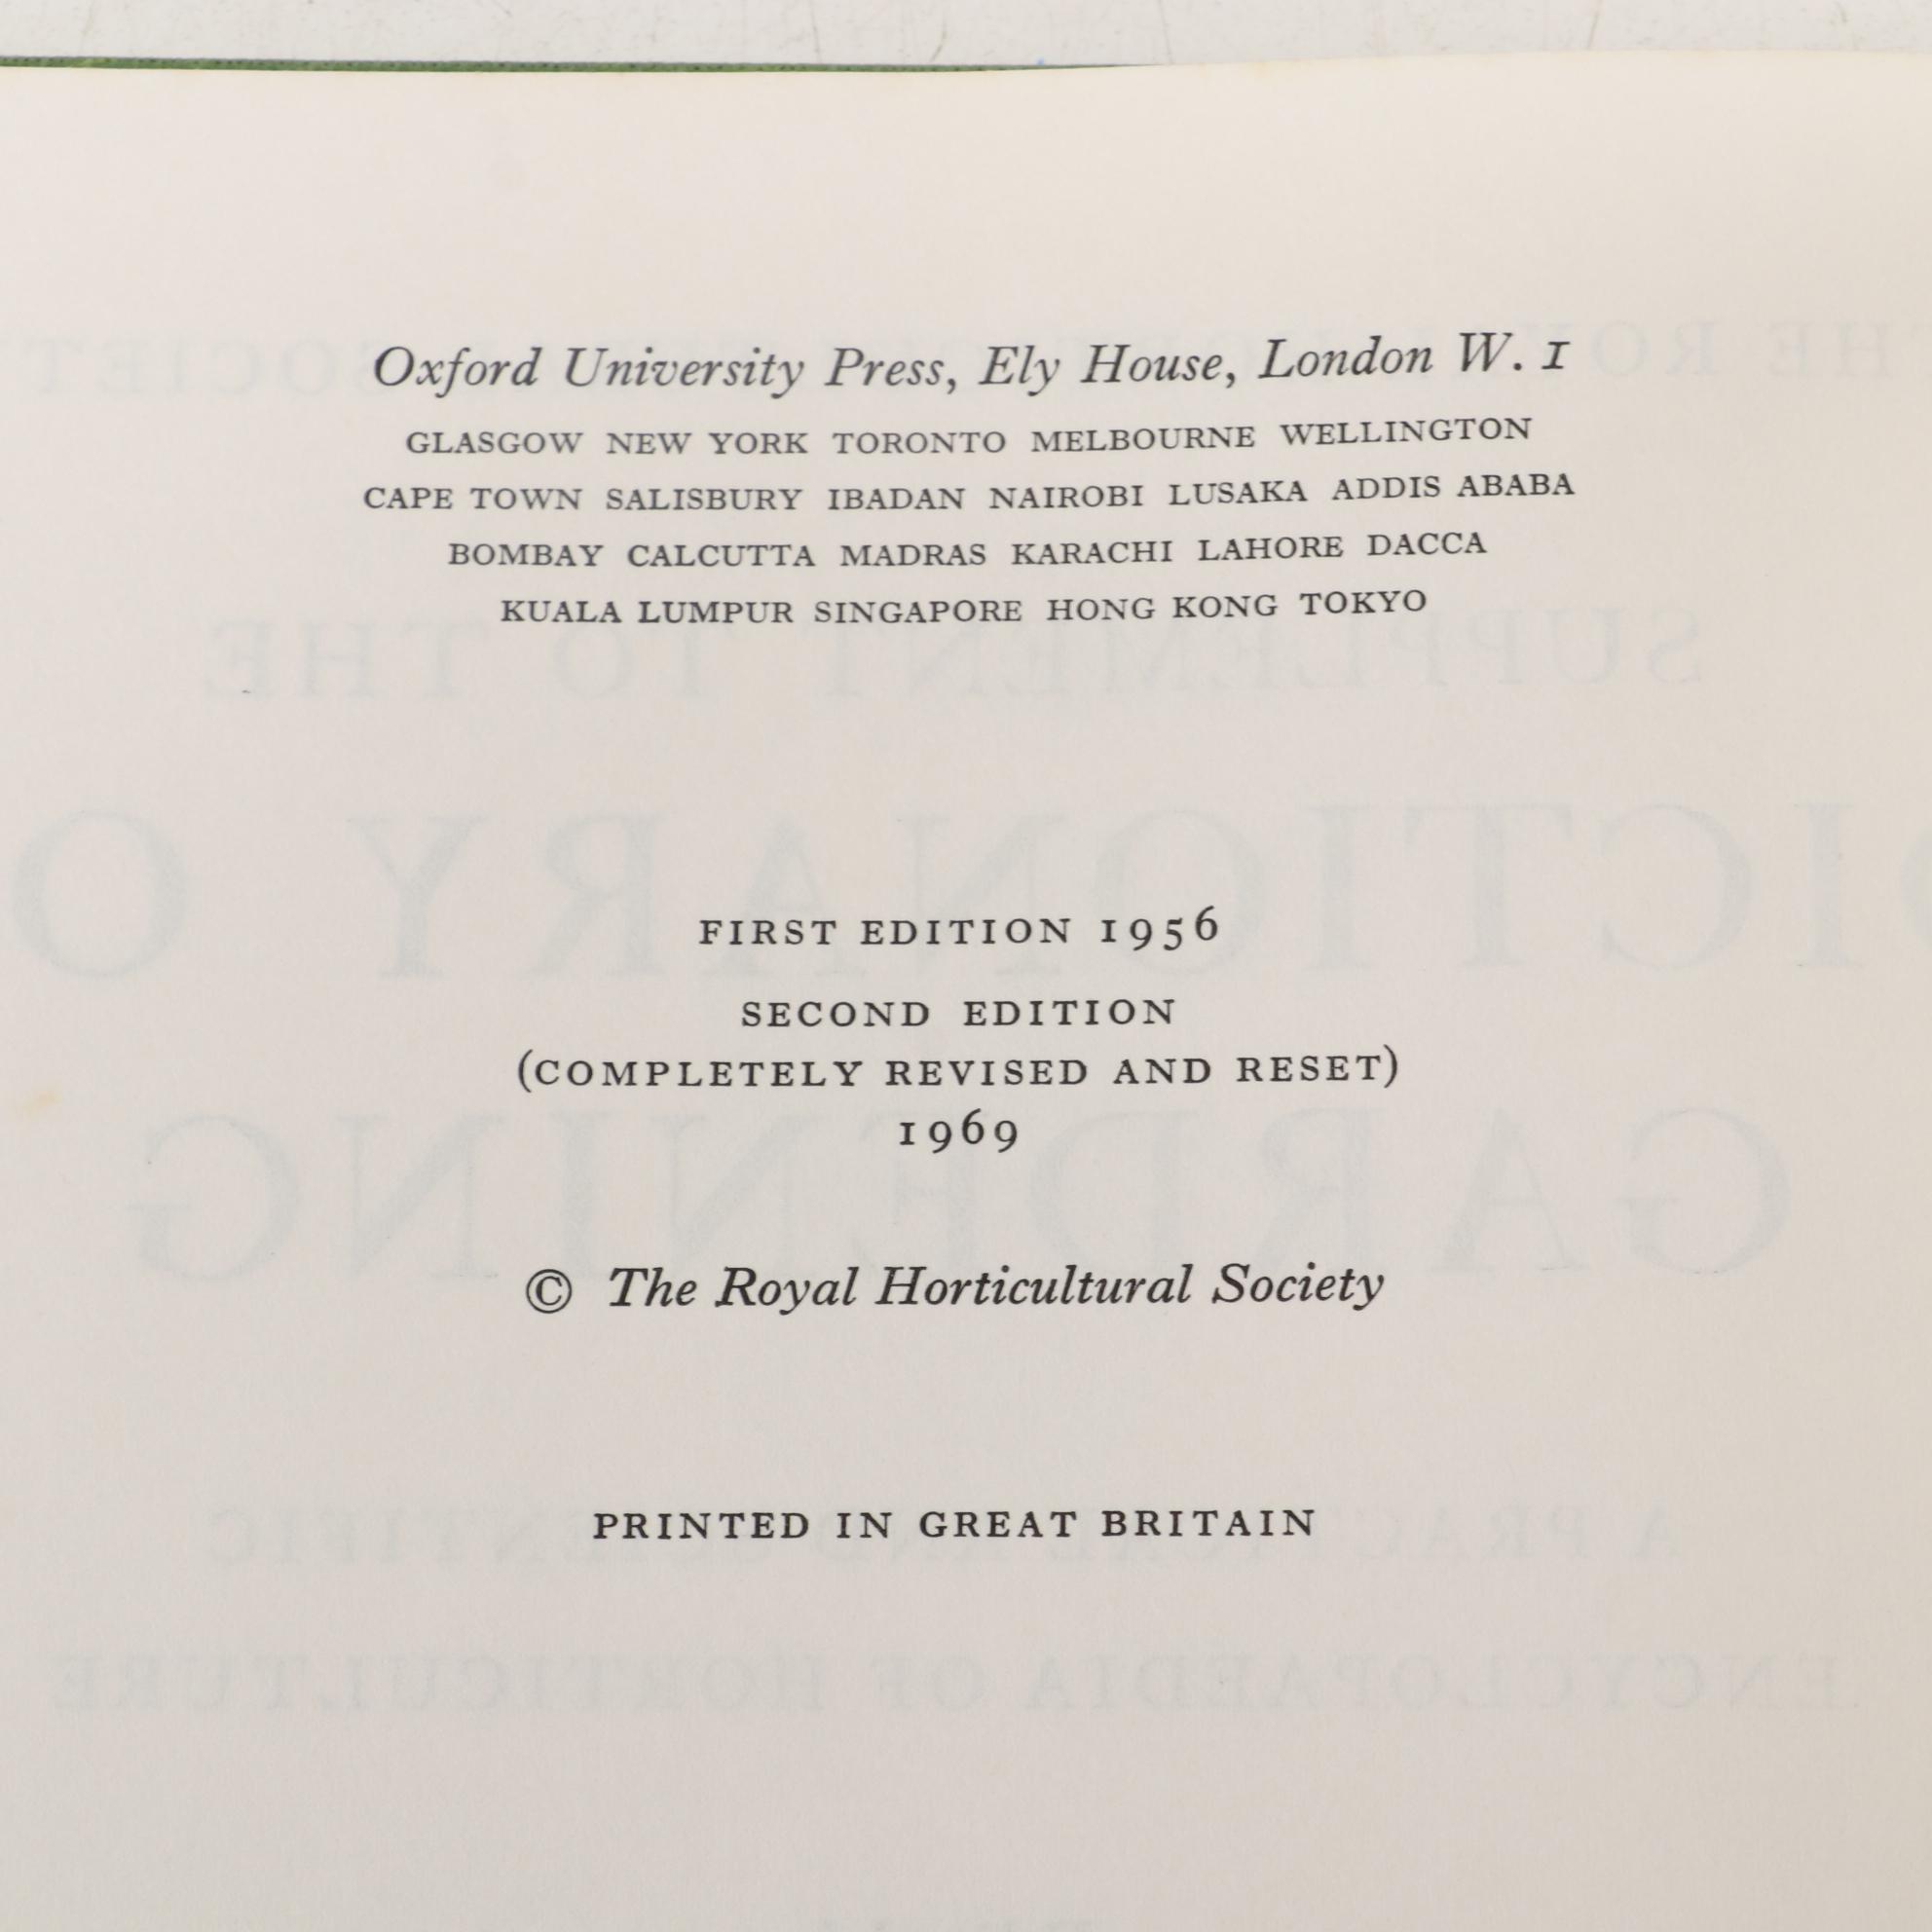 Oxford University Press, Ely House, London W. 1
GLASGOW NEW YORK TORONTO MELBOURNE WELLINGTON
CAPE TOWN SALISBURY IBADAN NAIROBI LUSAKA ADDIS ABABA
BOMBAY CALCUTTA MADRAS KARACHI LAHORE DACCA
KUALA LUMPUR SINGAPORE HONG KONG TOKYO
FIRST EDITION 1956
SECOND EDITION
(COMPLETELY REVISED AND RESET)
1969
© The Royal Horticultural Society
PRINTED IN GREAT BRITAIN